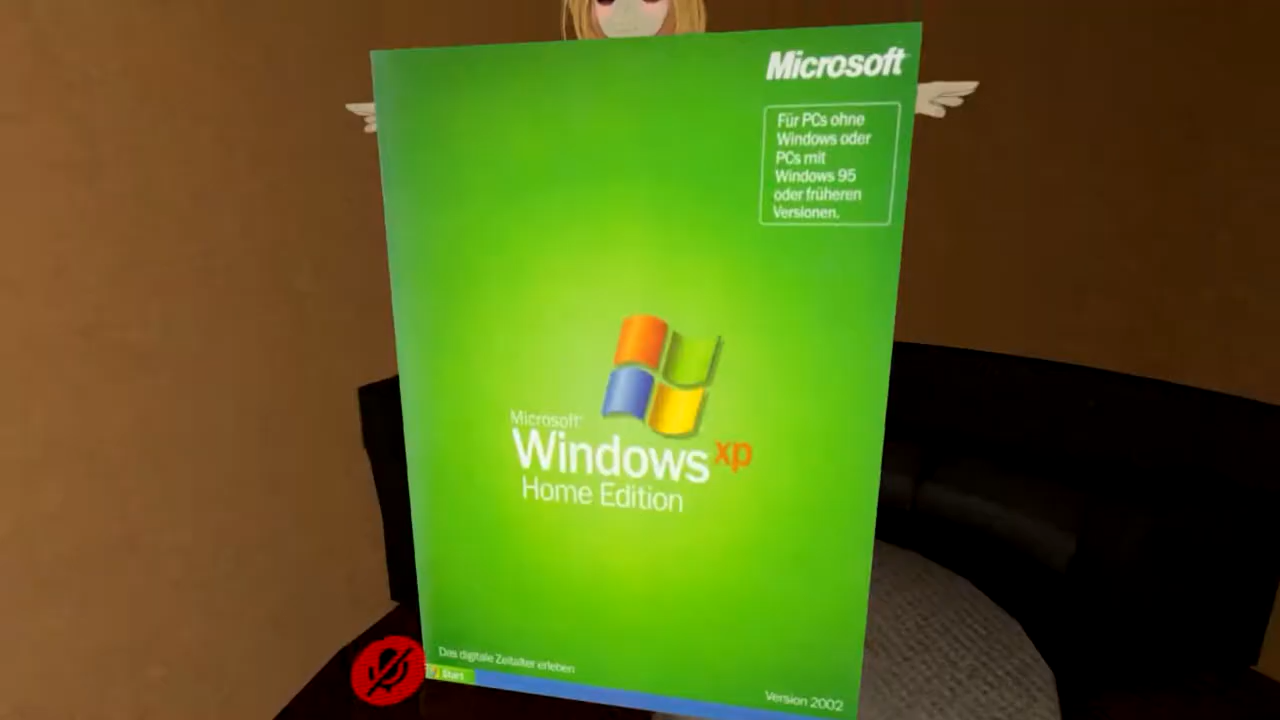 Microsoft
Für PCs ohne
Windows oder
PCs mit
Windows 95
oder früheren
Versionen.
Microsoft
Windows xp
Home Edition
Das digitale Zeitalter erleben
Start
Version 2002